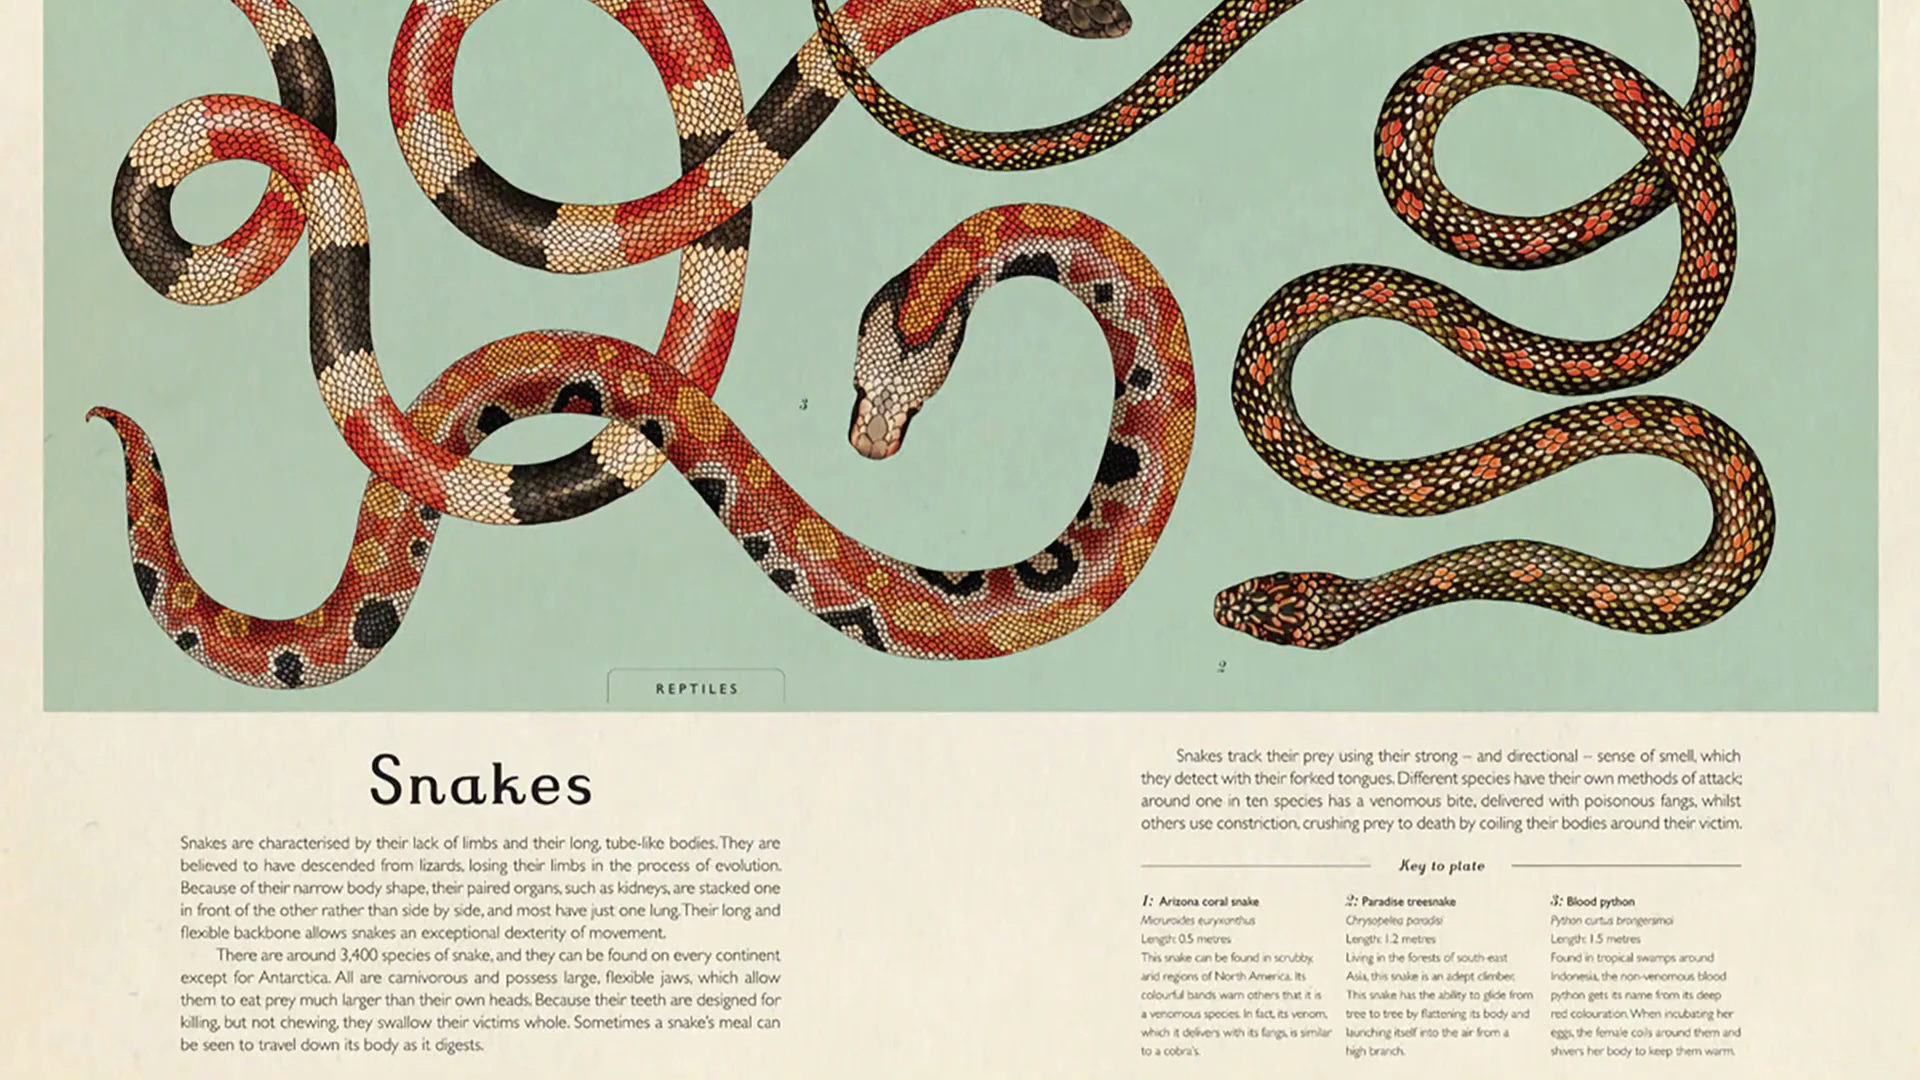 3
2
REPTILES
Snakes
Snakes are characterised by their lack of limbs and their long, tube-like bodies. They are
believed to have descended from lizards, losing their limbs in the process of evolution.
Because of their narrow body shape, their paired organs, such as kidneys, are stacked one
in front of the other rather than side by side, and most have just one lung. Their long and
flexible backbone allows snakes an exceptional dexterity of movement.
There are around 3,400 species of snake, and they can be found on every continent
except for Antarctica. All are carnivorous and possess large, flexible jaws, which allow
them to eat prey much larger than their own heads. Because their teeth are designed for
killing, but not chewing, they swallow their victims whole. Sometimes a snake's meal can
be seen to travel down its body as it digests.
Snakes track their prey using their strong – and directional – sense of smell, which
they detect with their forked tongues. Different species have their own methods of attack;
around one in ten species has a venomous bite, delivered with poisonous fangs, whilst
others use constriction, crushing prey to death by coiling their bodies around their victim.
Key to plate
1: Arizona coral snake
Micruroides euryxanthus
Length: 0.5 metres
This snake can be found in scrubby,
arid regions of North America. Its
colourful bands warn others that it is
a venomous species. In fact, its venom,
which it delivers with its fangs, is similar
to a cobra's.
2: Paradise treesnake
Chrysopelea paradisi
Length: 1.2 metres
Living in the forests of south-east
Asia, this snake is an adept climber.
This snake has the ability to glide from
tree to tree by flattening its body and
launching itself into the air from a
high branch.
3: Blood python
Python curtus brongersmai
Length: 1.5 metres
Found in tropical swamps around
Indonesia, the non-venomous blood
python gets its name from its deep
red colouration. When incubating her
eggs, the female coils around them and
shivers her body to keep them warm.